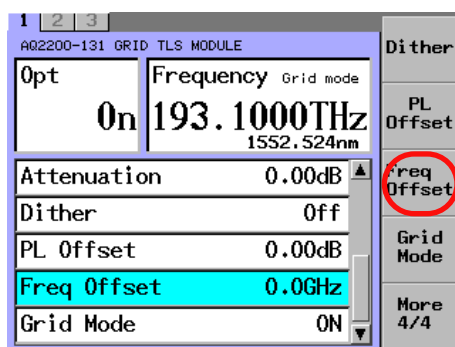 1 2 3
AQ2200-131 GRID TLS MODULE
Opt
On
Frequency Grid mode
193.1000THz
1552.524nm
Attenuation 0.00dB
Dither Off
PL Offset 0.00dB
Freq Offset 0.0GHz
Grid Mode ON
Dither
PL
Offset
Freq
Offset
Grid
Mode
More
4/4